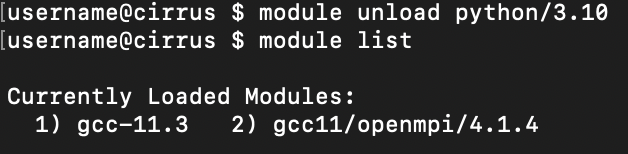 [username@cirrus $ module unload python/3.10
[username@cirrus $ module list
Currently Loaded Modules:
1) gcc-11.3   2) gcc11/openmpi/4.1.4